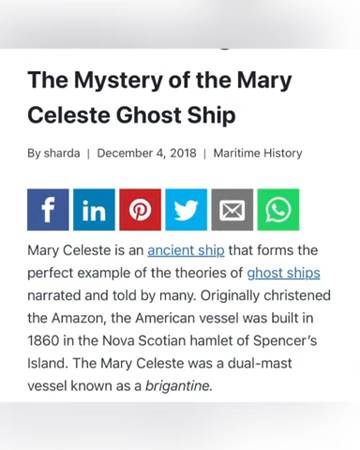 The Mystery of the Mary
Celeste Ghost Ship
By sharda | December 4, 2018 | Maritime History
f in
Mary Celeste is an ancient ship that forms the
perfect example of the theories of ghost ships
narrated and told by many. Originally christened
the Amazon, the American vessel was built in
1860 in the Nova Scotian hamlet of Spencer's
Island. The Mary Celeste was a dual-mast
vessel known as a brigantine.